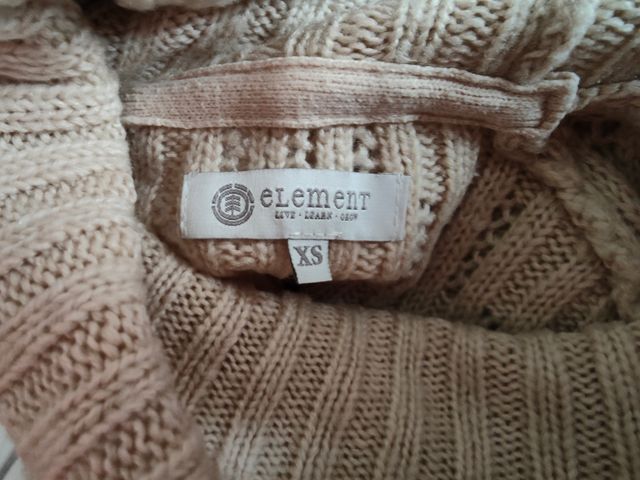 eLemenT
LIVE · LEARN · GROW
XS